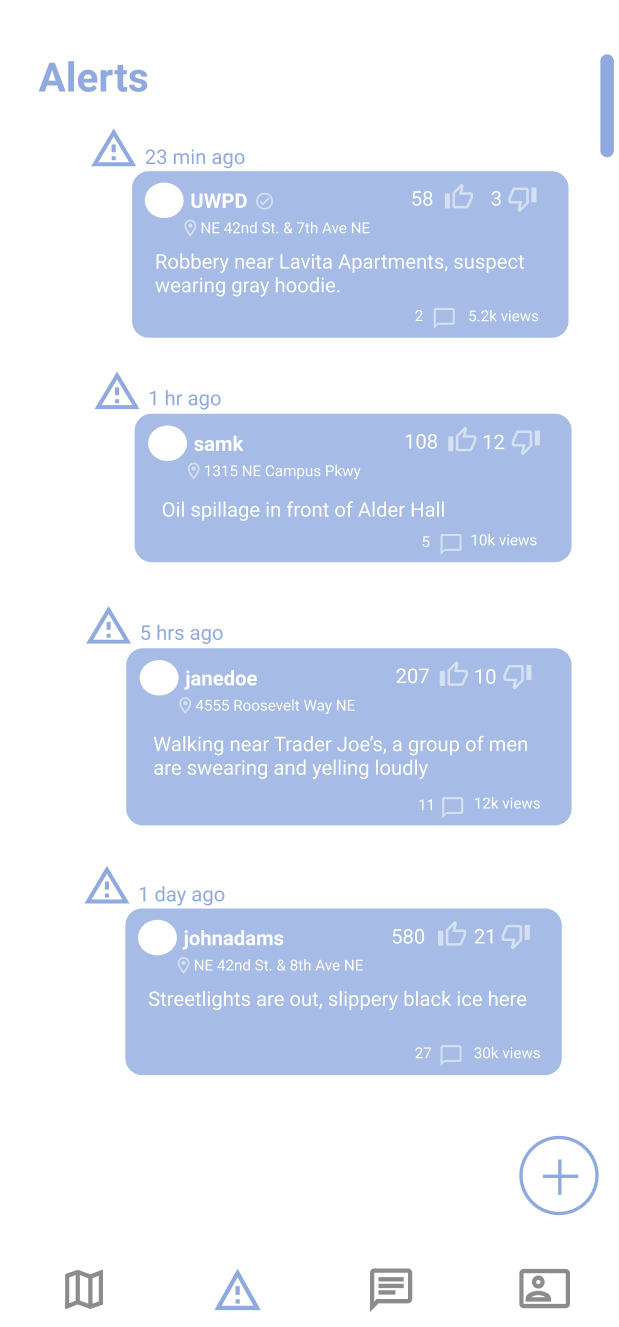 Alerts
23 min ago
UWPD 58 3
NE 42nd St. & 7th Ave NE
Robbery near Lavita Apartments, suspect
wearing gray hoodie.
2 5.2k views
1 hr ago
samk 108 12
1315 NE Campus Pkwy
Oil spillage in front of Alder Hall
5 10k views
5 hrs ago
janedoe 207 10
4555 Roosevelt Way NE
Walking near Trader Joe’s, a group of men
are swearing and yelling loudly
11 12k views
1 day ago
johnadams 580 21
NE 42nd St. & 8th Ave NE
Streetlights are out, slippery black ice here
27 30k views